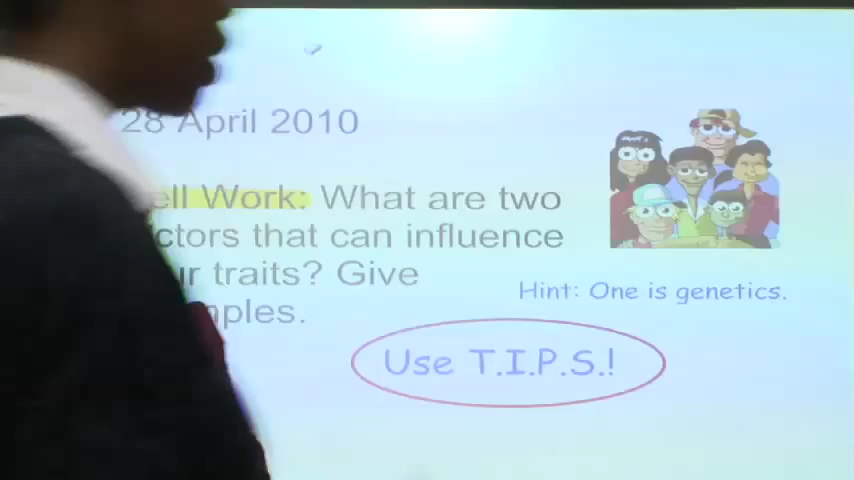 28 April 2010
ell Work: What are two
ctors that can influence
ur traits? Give
mples.
Hint: One is genetics.
Use T.I.P.S.!